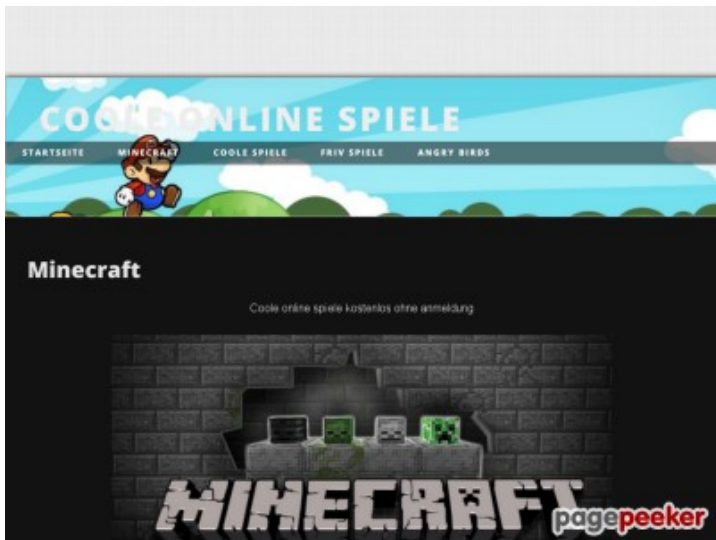 COOLE ONLINE SPIELE
STARTSEITE MINECRAFT COOLE SPIELE FRIV SPIELE ANGRY BIRDS
Minecraft
Coole online spiele kostenlos ohne anmeldung
MINECRAFT
pagepeeker